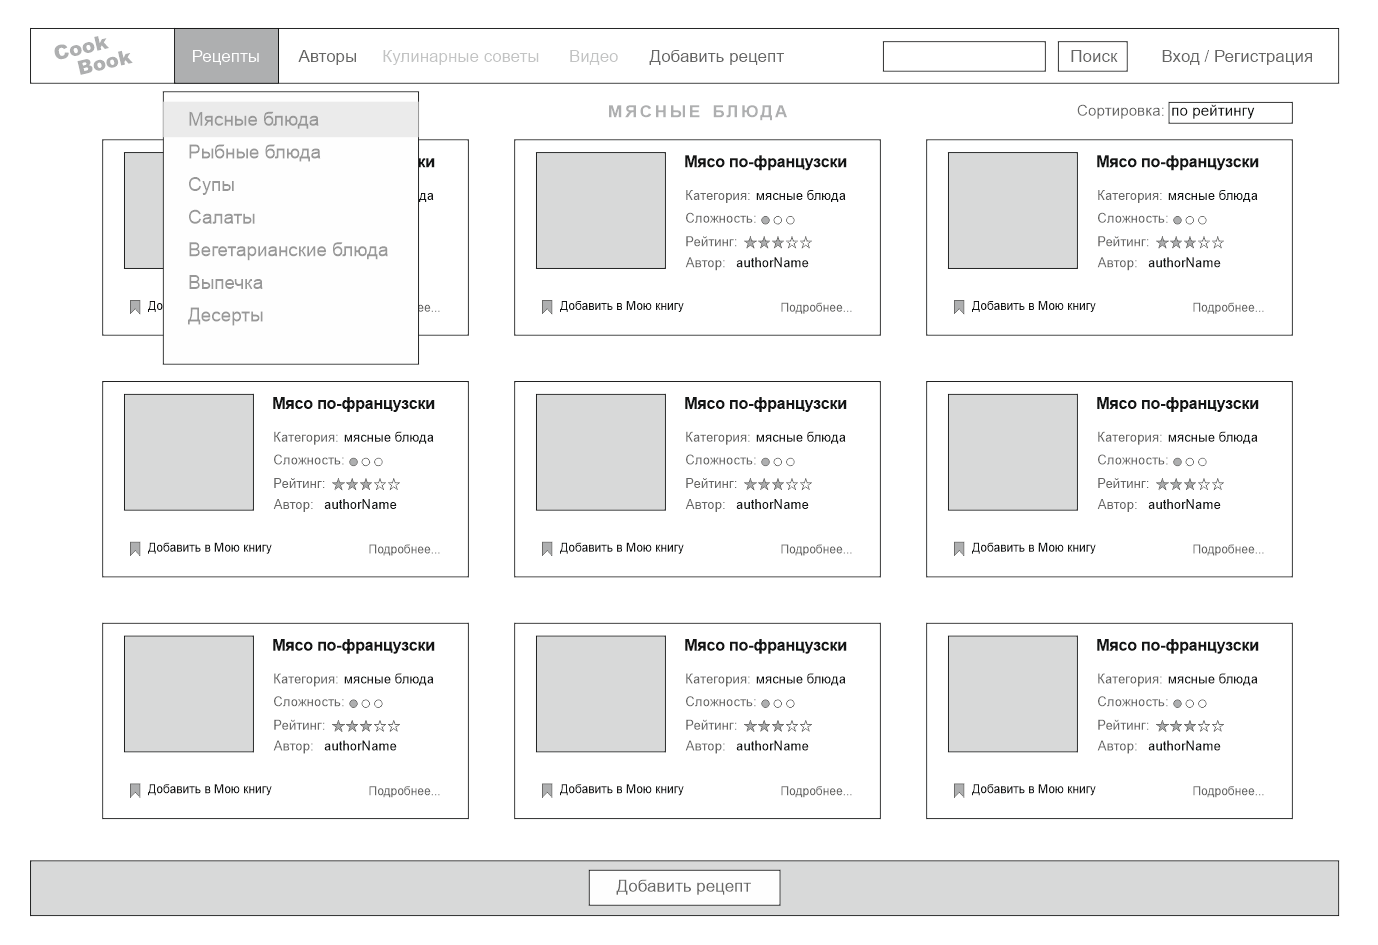 Cook
Book
Рецепты
Авторы
Кулинарные советы
Видео
Добавить рецепт
Поиск
Вход / Регистрация
Мясные блюда
Рыбные блюда
Супы
Салаты
Вегетарианские блюда
Выпечка
Десерты
МЯСНЫЕ БЛЮДА
Сортировка: по рейтингу
Мясо по-французски
Категория: мясные блюда
Сложность:
Рейтинг:
Автор: authorName
Добавить в Мою книгу
Подробнее...
Мясо по-французски
Категория: мясные блюда
Сложность:
Рейтинг:
Автор: authorName
Добавить в Мою книгу
Подробнее...
Мясо по-французски
Категория: мясные блюда
Сложность:
Рейтинг:
Автор: authorName
Добавить в Мою книгу
Подробнее...
Мясо по-французски
Категория: мясные блюда
Сложность:
Рейтинг:
Автор: authorName
Добавить в Мою книгу
Подробнее...
Мясо по-французски
Категория: мясные блюда
Сложность:
Рейтинг:
Автор: authorName
Добавить в Мою книгу
Подробнее...
Мясо по-французски
Категория: мясные блюда
Сложность:
Рейтинг:
Автор: authorName
Добавить в Мою книгу
Подробнее...
Мясо по-французски
Категория: мясные блюда
Сложность:
Рейтинг:
Автор: authorName
Добавить в Мою книгу
Подробнее...
Мясо по-французски
Категория: мясные блюда
Сложность:
Рейтинг:
Автор: authorName
Добавить в Мою книгу
Подробнее...
Добавить рецепт